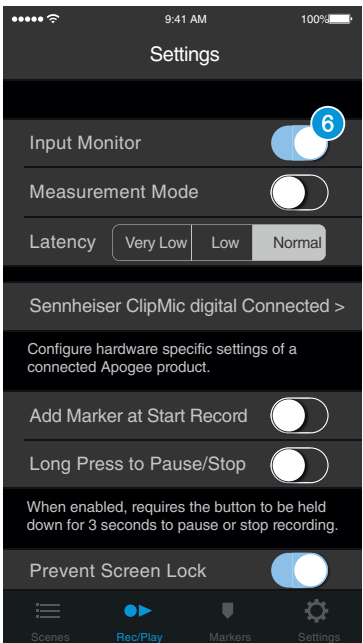 9:41 AM 100%
Settings
6
Input Monitor
Measurement Mode
Latency Very Low Low Normal
Sennheiser ClipMic digital Connected >
Configure hardware specific settings of a
connected Apogee product.
Add Marker at Start Record
Long Press to Pause/Stop
When enabled, requires the button to be held
down for 3 seconds to pause or stop recording.
Prevent Screen Lock
Scenes Rec/Play Markers Settings